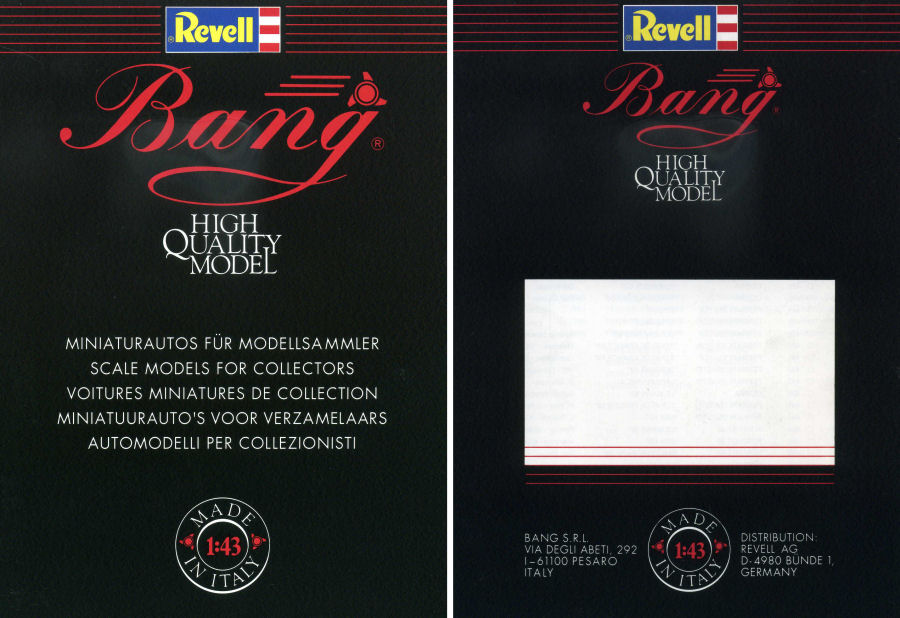 Revell
Bang®
HIGH
QUALITY
MODEL
MINIATURAUTOS FÜR MODELLSAMMLER
SCALE MODELS FOR COLLECTORS
VOITURES MINIATURES DE COLLECTION
MINIATUURAUTO'S VOOR VERZAMELAARS
AUTOMODELLI PER COLLEZIONISTI
MADE
1:43
IN ITALY
Revell
Bang®
HIGH
QUALITY
MODEL
BANG S.R.L.
VIA DEGLI ABETI, 292
I–61100 PESARO
ITALY
MADE
1:43
IN ITALY
DISTRIBUTION:
REVELL AG
D-4980 BÜNDE 1,
GERMANY